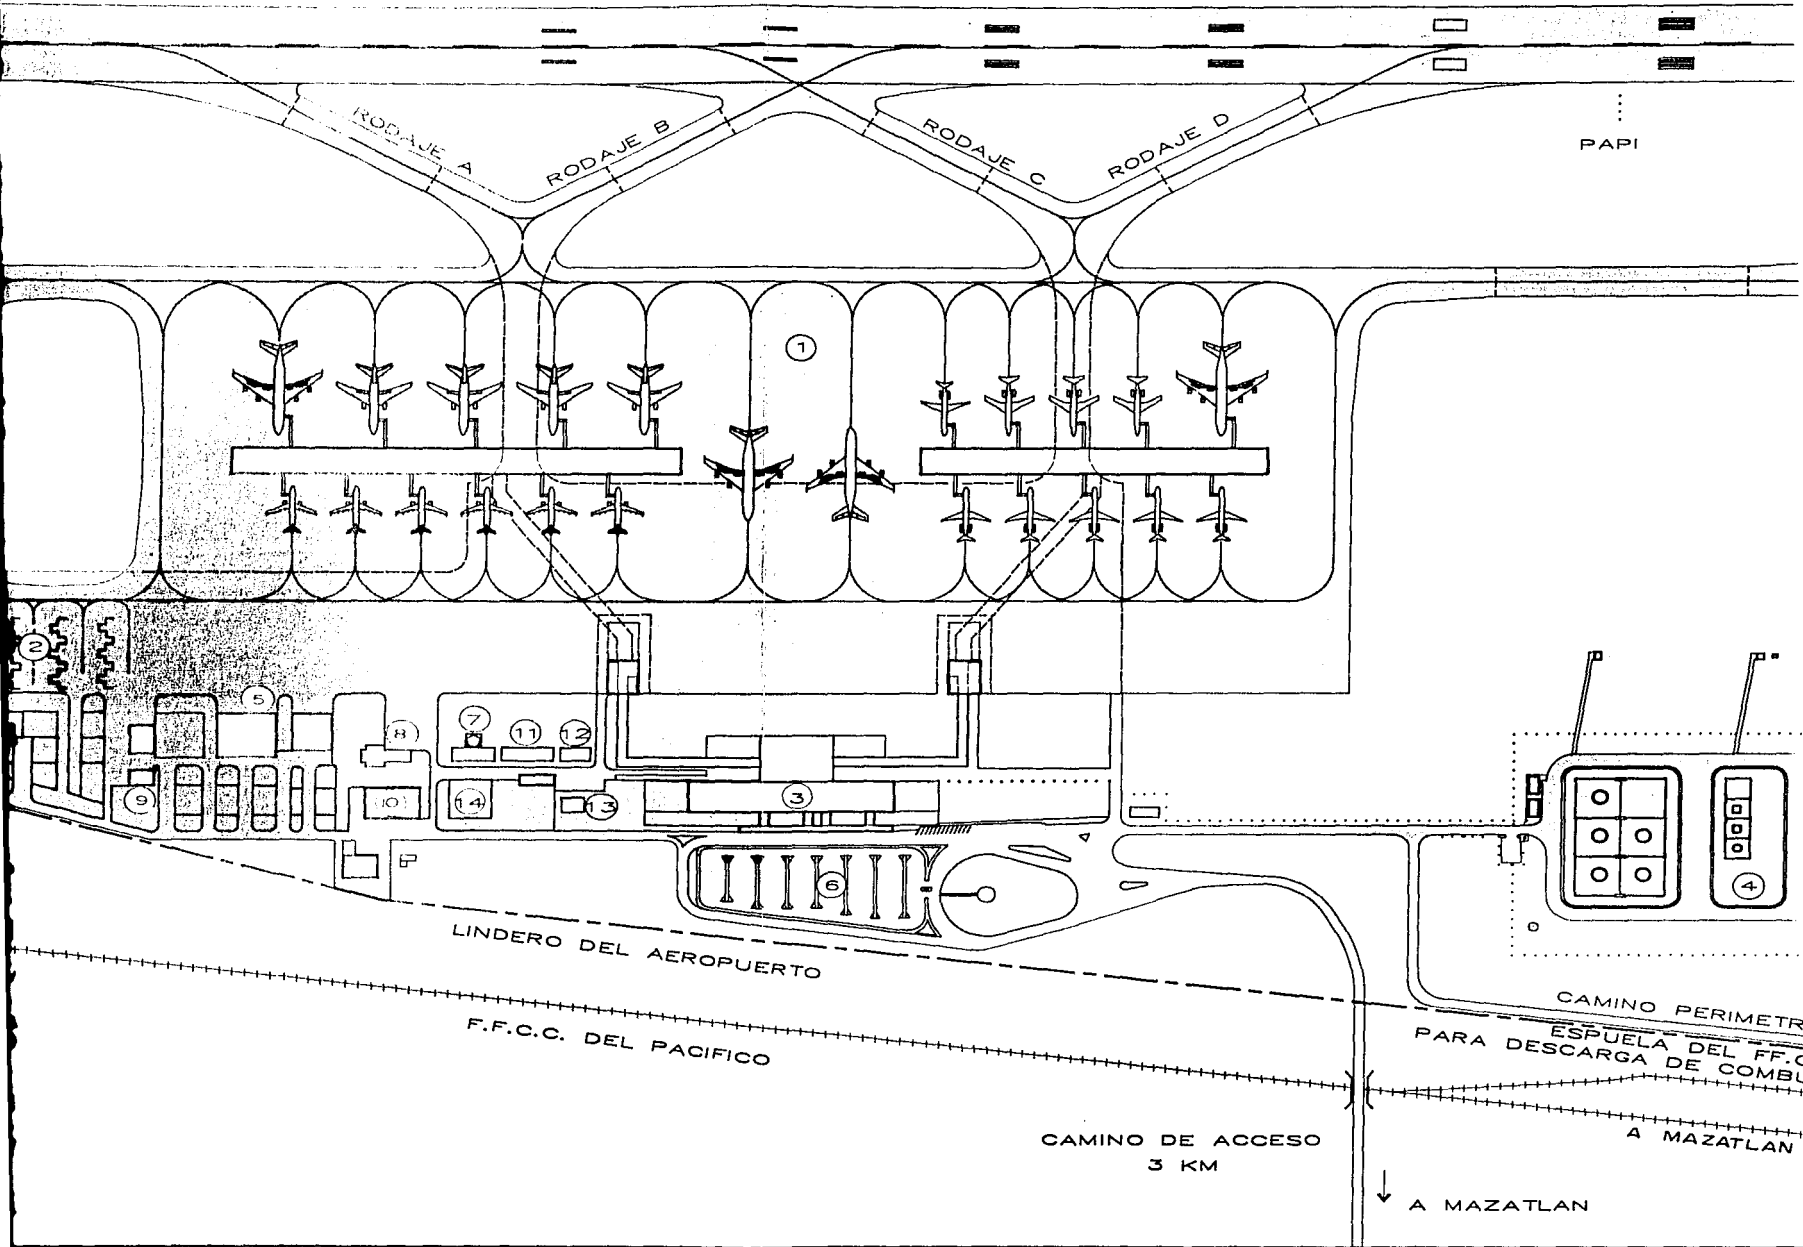 RODAJE A
RODAJE B
RODAJE C
RODAJE D
PAPI
1
2
5
7
8
11
12
9
10
14
13
3
6
4
LINDERO DEL AEROPUERTO
F.F.C.C. DEL PACIFICO
CAMINO PERIMETR
ESPUELA DEL FF.C
PARA DESCARGA DE COMBU
A MAZATLAN
CAMINO DE ACCESO
3 KM
A MAZATLAN